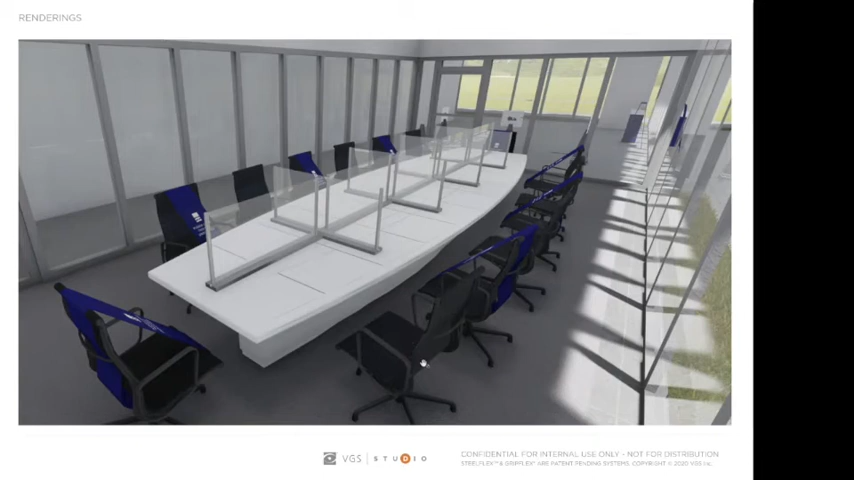 RENDERINGS
VGS | STUDIO
CONFIDENTIAL FOR INTERNAL USE ONLY - NOT FOR DISTRIBUTION
STEELFLEX™ & GRIPFLEX™ ARE PATENT PENDING SYSTEMS. COPYRIGHT © 2020 VGS Inc.